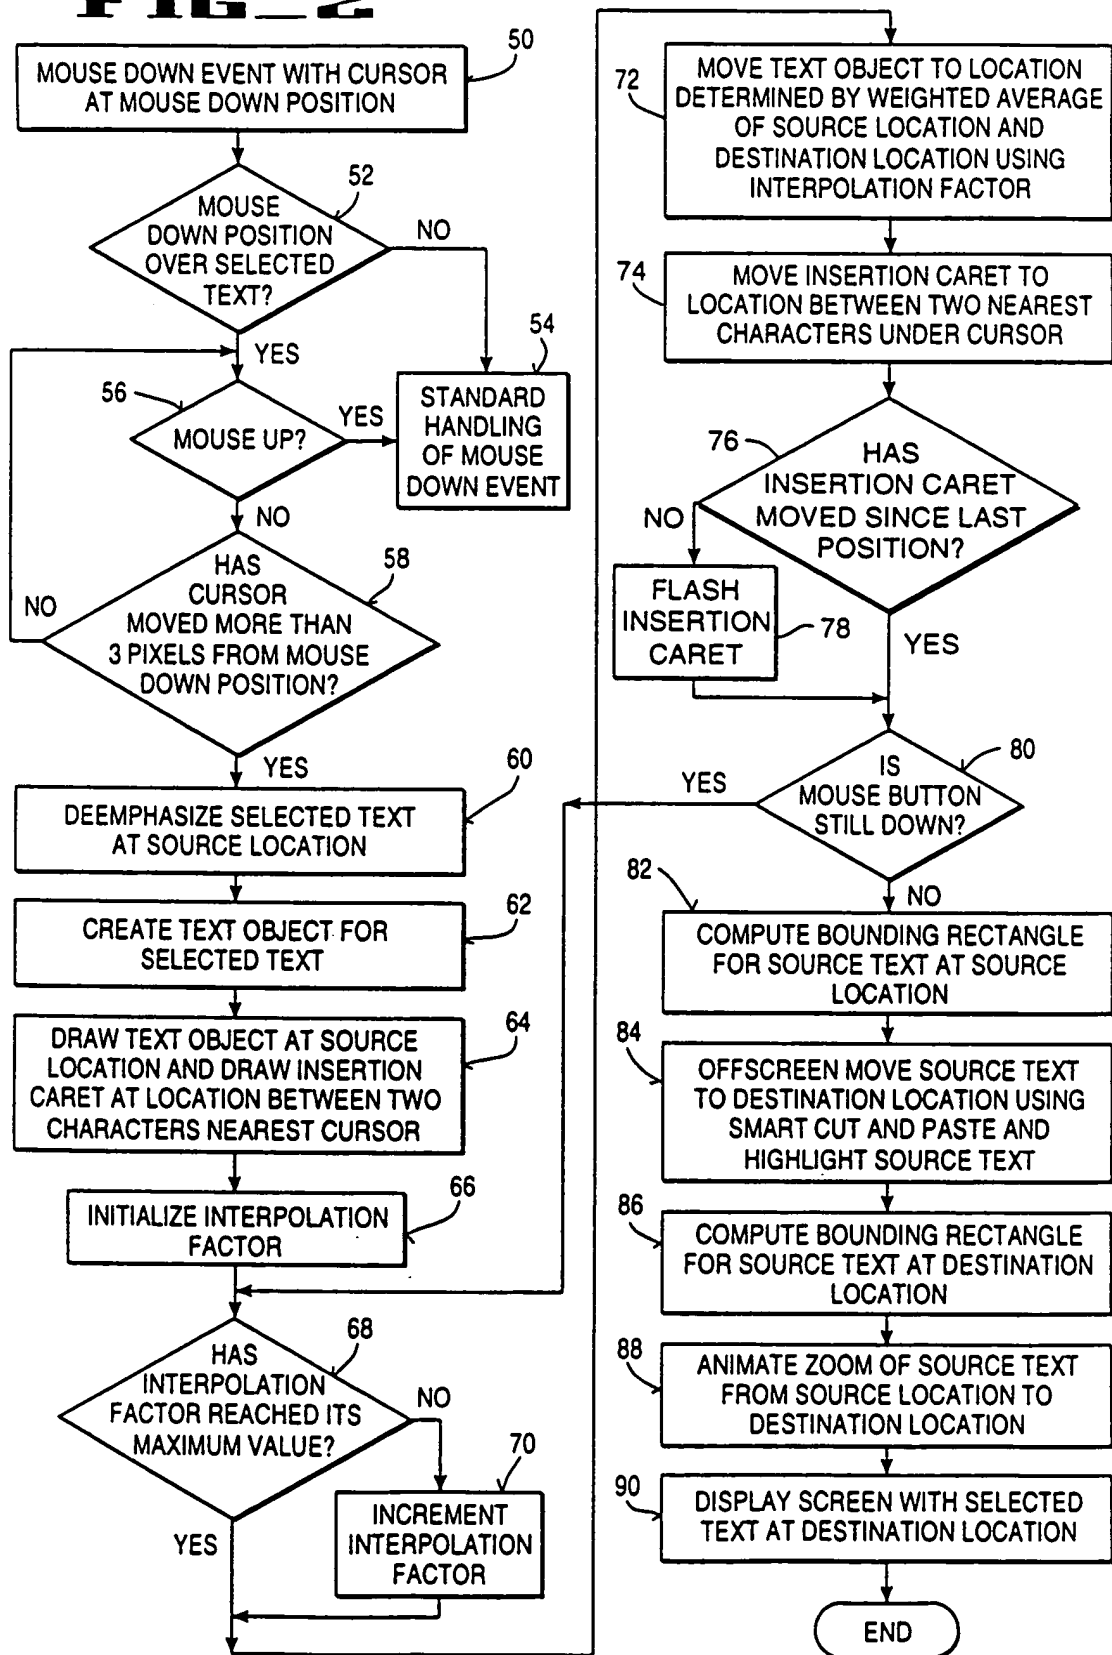 FIG_2
50
MOUSE DOWN EVENT WITH CURSOR
AT MOUSE DOWN POSITION
52
MOUSE
DOWN POSITION
OVER SELECTED
TEXT?
NO
YES
54
STANDARD
HANDLING
OF MOUSE
DOWN EVENT
56
MOUSE UP?
YES
NO
58
HAS
CURSOR
MOVED MORE THAN
3 PIXELS FROM MOUSE
DOWN POSITION?
NO
YES
60
DEEMPHASIZE SELECTED TEXT
AT SOURCE LOCATION
62
CREATE TEXT OBJECT FOR
SELECTED TEXT
64
DRAW TEXT OBJECT AT SOURCE
LOCATION AND DRAW INSERTION
CARET AT LOCATION BETWEEN TWO
CHARACTERS NEAREST CURSOR
66
INITIALIZE INTERPOLATION
FACTOR
68
HAS
INTERPOLATION
FACTOR REACHED ITS
MAXIMUM VALUE?
NO
70
INCREMENT
INTERPOLATION
FACTOR
YES
72
MOVE TEXT OBJECT TO LOCATION
DETERMINED BY WEIGHTED AVERAGE
OF SOURCE LOCATION AND
DESTINATION LOCATION USING
INTERPOLATION FACTOR
74
MOVE INSERTION CARET TO
LOCATION BETWEEN TWO NEAREST
CHARACTERS UNDER CURSOR
76
HAS
INSERTION CARET
MOVED SINCE LAST
POSITION?
NO
FLASH
INSERTION
CARET
78
YES
80
IS
MOUSE BUTTON
STILL DOWN?
YES
NO
82
COMPUTE BOUNDING RECTANGLE
FOR SOURCE TEXT AT SOURCE
LOCATION
84
OFFSCREEN MOVE SOURCE TEXT
TO DESTINATION LOCATION USING
SMART CUT AND PASTE AND
HIGHLIGHT SOURCE TEXT
86
COMPUTE BOUNDING RECTANGLE
FOR SOURCE TEXT AT DESTINATION
LOCATION
88
ANIMATE ZOOM OF SOURCE TEXT
FROM SOURCE LOCATION TO
DESTINATION LOCATION
90
DISPLAY SCREEN WITH SELECTED
TEXT AT DESTINATION LOCATION
END